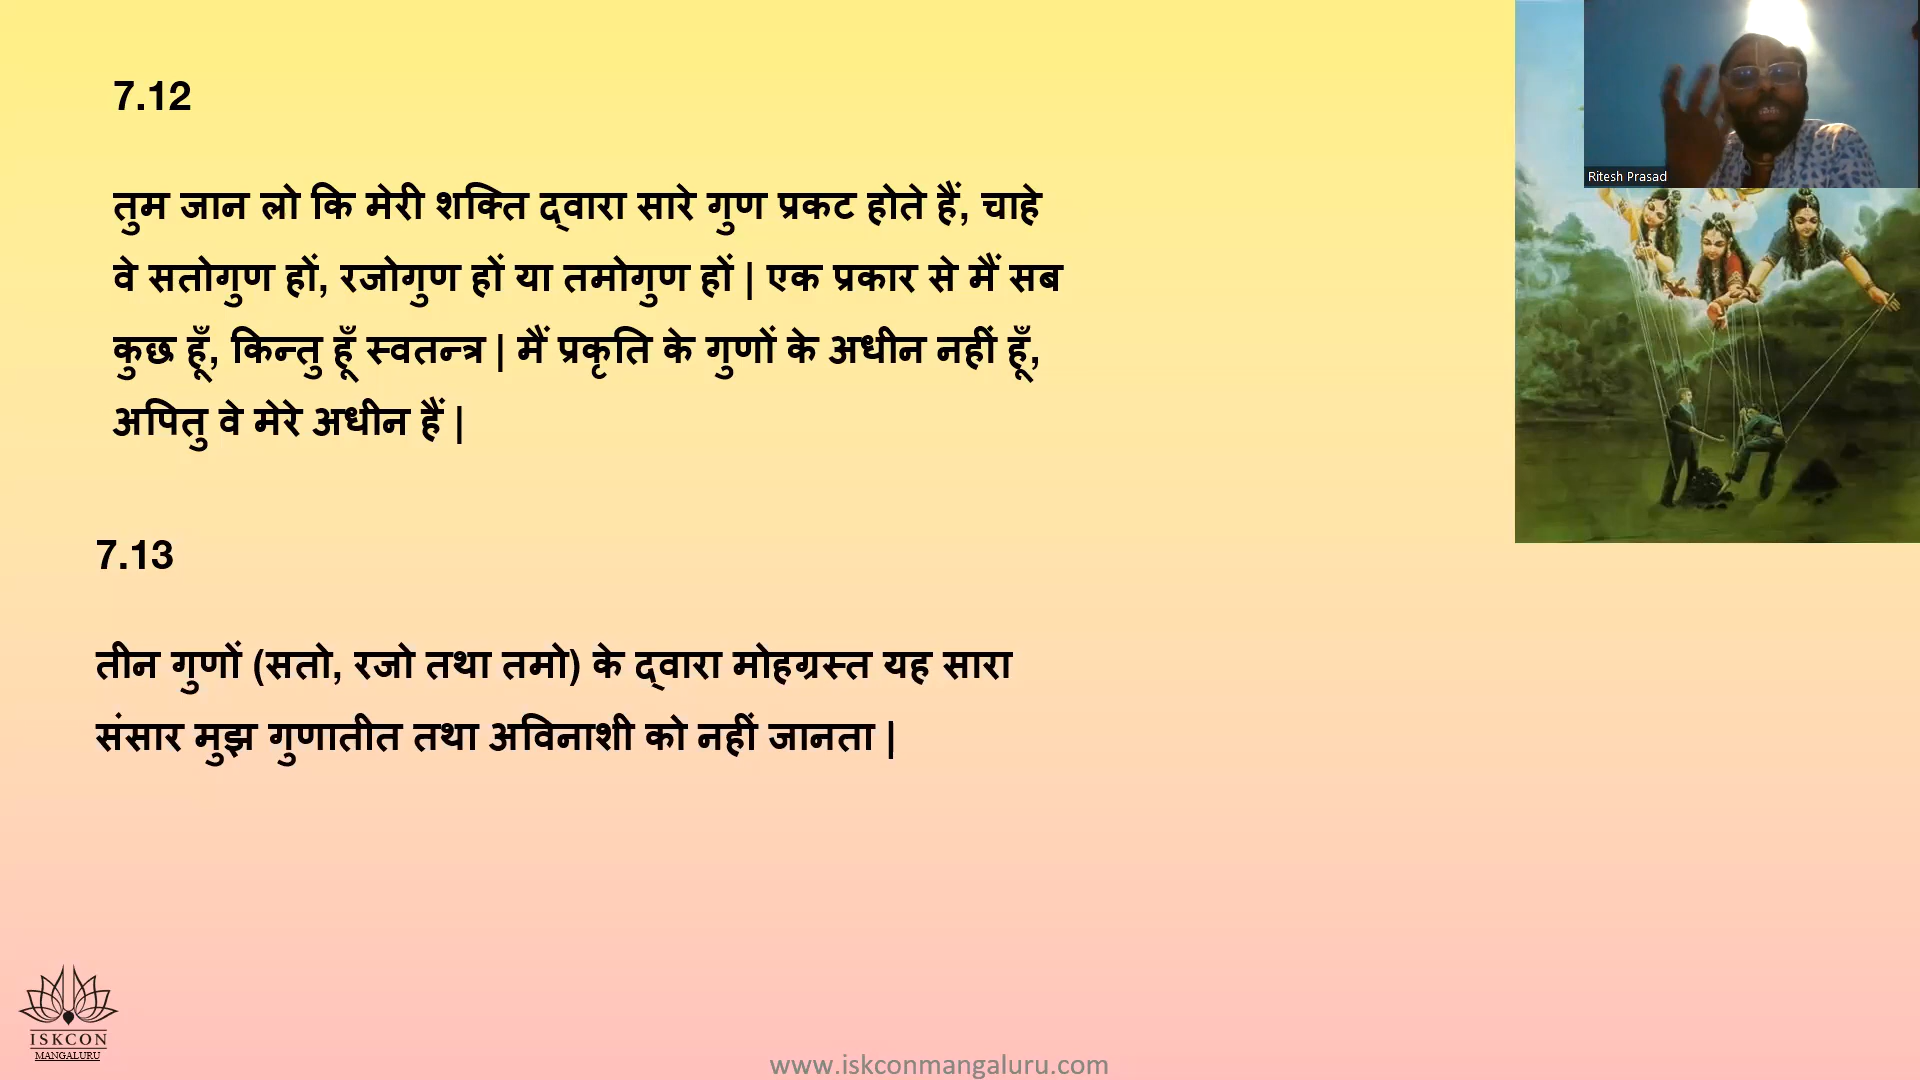 7.12
तुम जान लो कि मेरी शक्ति द्वारा सारे गुण प्रकट होते हैं, चाहे
वे सतोगुण हों, रजोगुण हों या तमोगुण हों | एक प्रकार से मैं सब
कुछ हूँ, किन्तु हूँ स्वतन्त्र | मैं प्रकृति के गुणों के अधीन नहीं हूँ,
अपितु वे मेरे अधीन हैं |
7.13
तीन गुणों (सतो, रजो तथा तमो) के द्वारा मोहग्रस्त यह सारा
संसार मुझ गुणातीत तथा अविनाशी को नहीं जानता |
Ritesh Prasad
ISKCON
MANGALURU
www.iskconmangaluru.com